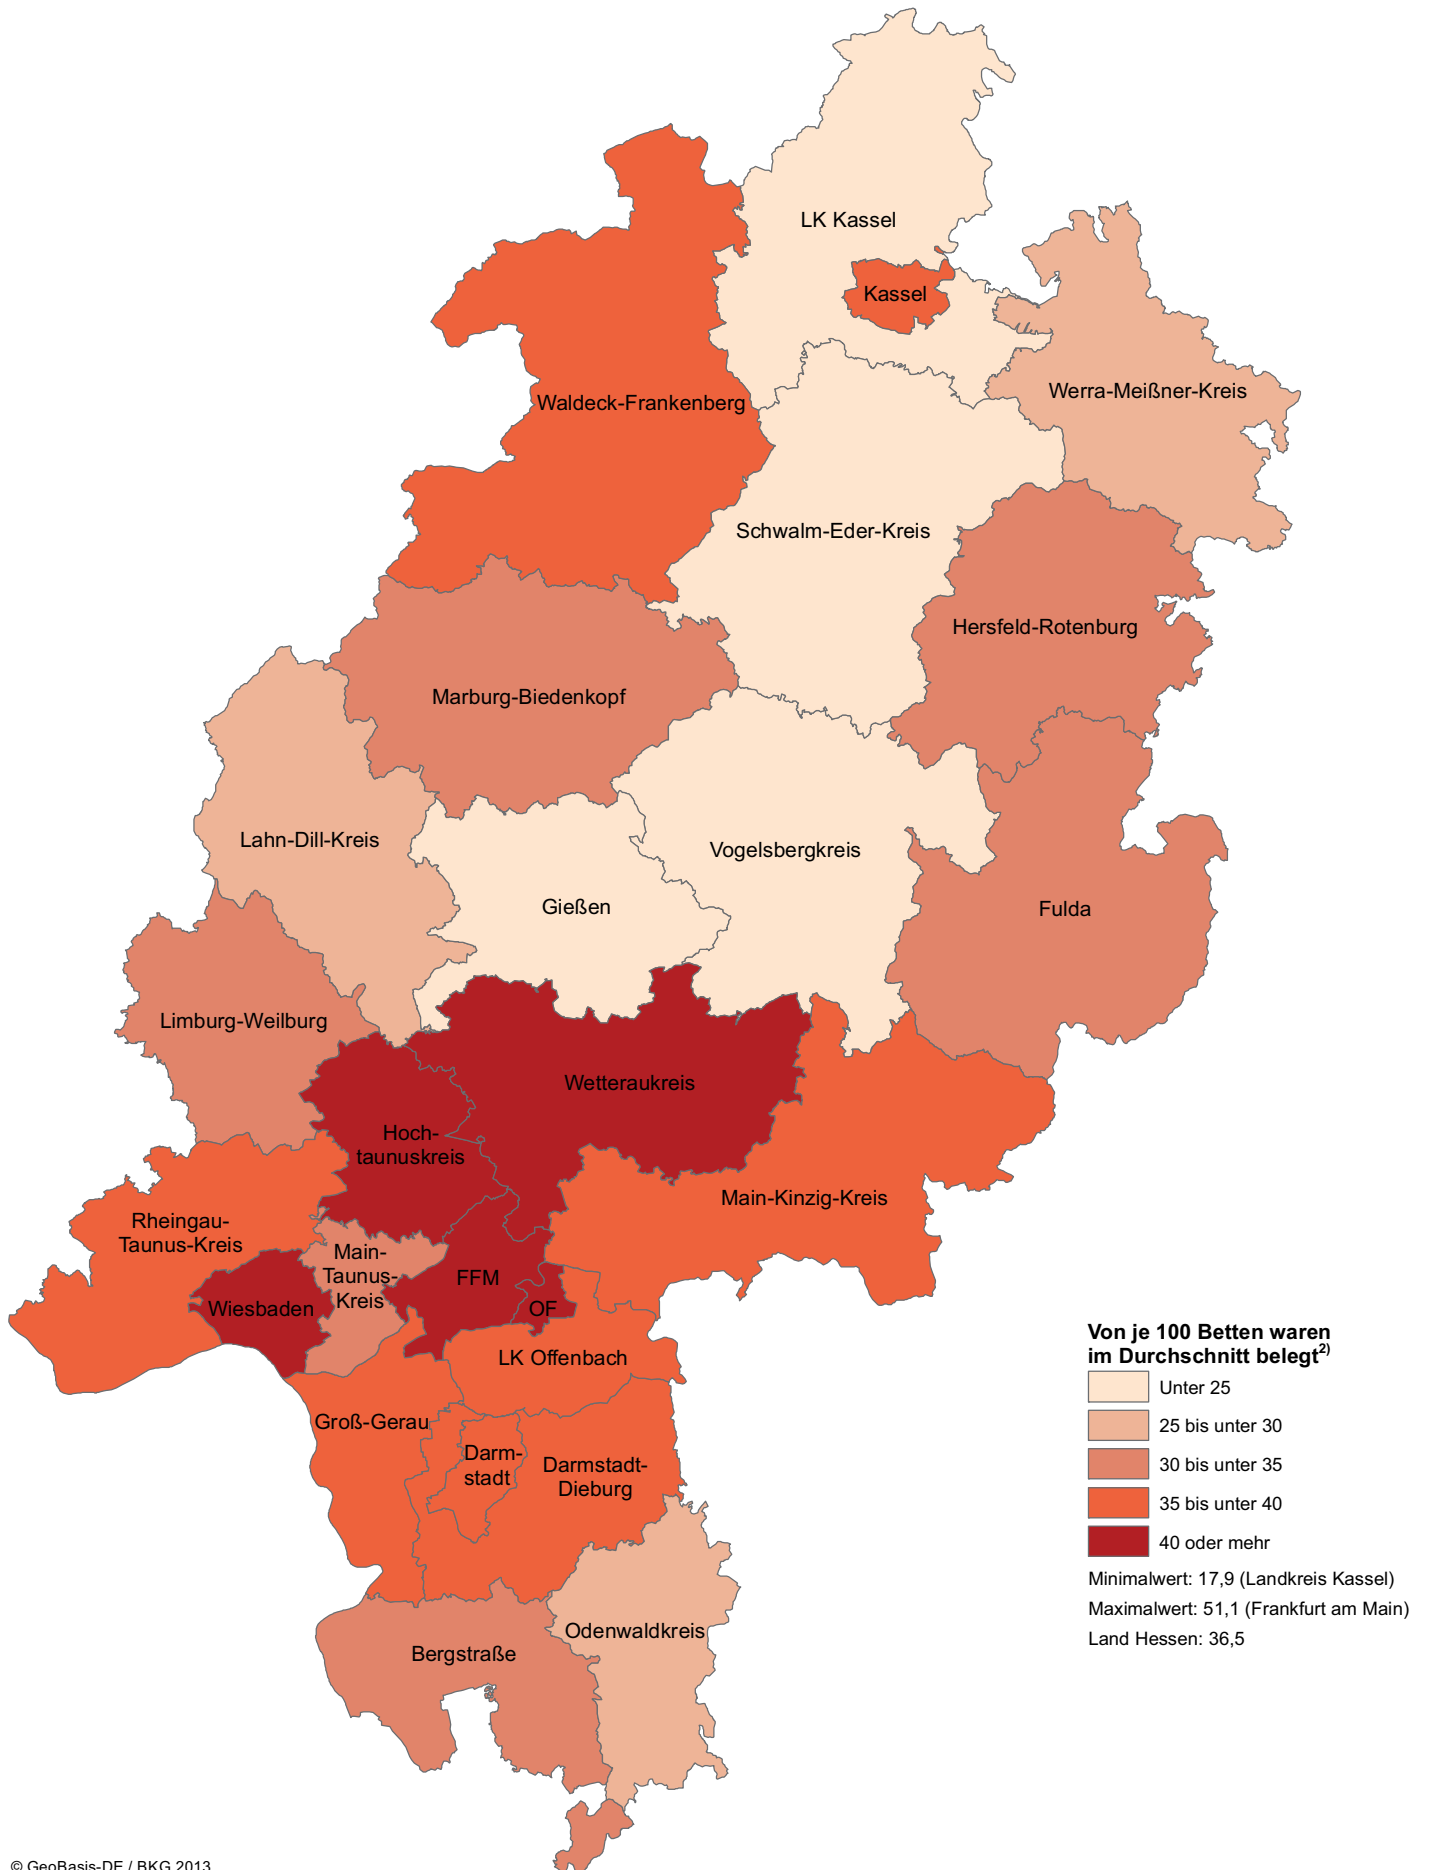 LK Kassel
Kassel
Werra-Meißner-Kreis
Waldeck-Frankenberg
Schwalm-Eder-Kreis
Hersfeld-Rotenburg
Marburg-Biedenkopf
Lahn-Dill-Kreis
Vogelsbergkreis
Gießen
Fulda
Limburg-Weilburg
Wetteraukreis
Hoch-
taunuskreis
Main-Kinzig-Kreis
Rheingau-
Taunus-Kreis
Main-
Taunus-
Kreis
FFM
Wiesbaden
OF
LK Offenbach
Groß-Gerau
Darm-
stadt
Darmstadt-
Dieburg
Odenwaldkreis
Bergstraße
Von je 100 Betten waren
im Durchschnitt belegt²⁾
Unter 25
25 bis unter 30
30 bis unter 35
35 bis unter 40
40 oder mehr
Minimalwert: 17,9 (Landkreis Kassel)
Maximalwert: 51,1 (Frankfurt am Main)
Land Hessen: 36,5
© GeoBasis-DE / BKG 2013